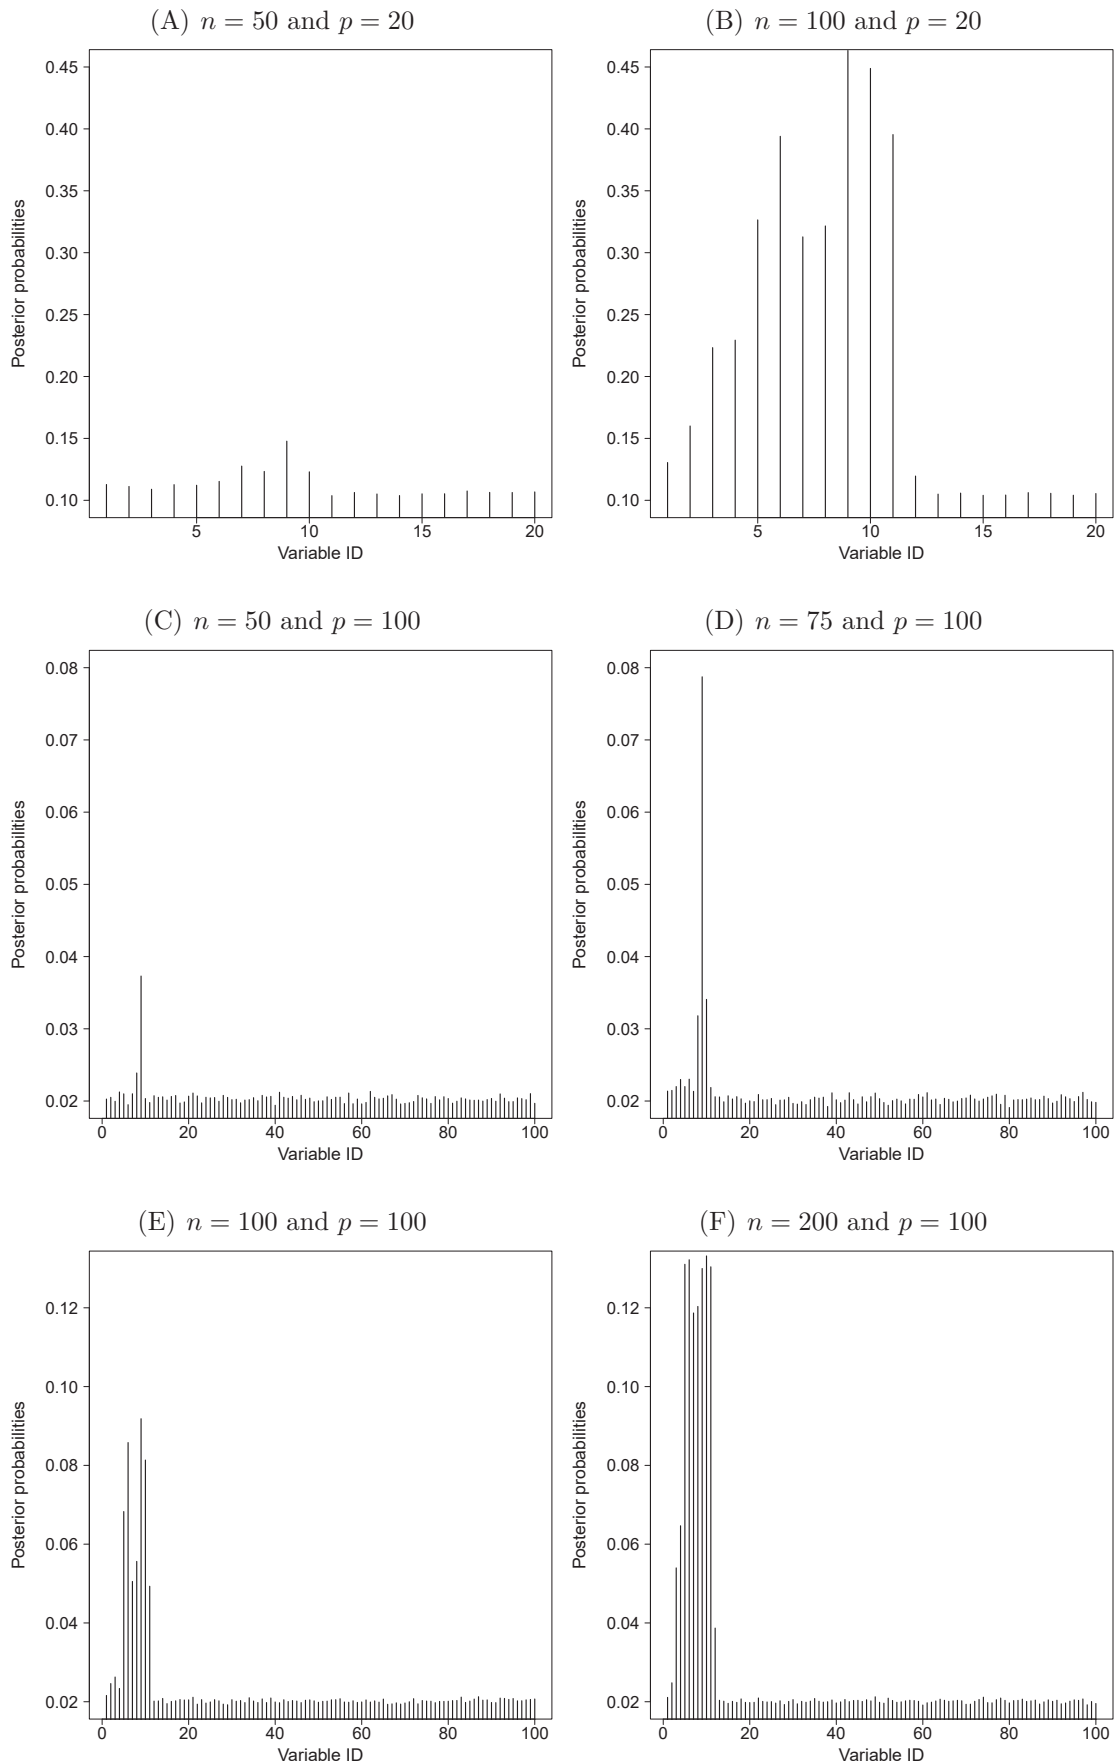 (A) n = 50 and p = 20
(B) n = 100 and p = 20
0.45
0.40
0.35
0.30
0.25
0.20
0.15
0.10
Posterior probabilities
5 10 15 20
Variable ID
0.45
0.40
0.35
0.30
0.25
0.20
0.15
0.10
Posterior probabilities
5 10 15 20
Variable ID
(C) n = 50 and p = 100
(D) n = 75 and p = 100
0.08
0.07
0.06
0.05
0.04
0.03
0.02
Posterior probabilities
0 20 40 60 80 100
Variable ID
0.08
0.07
0.06
0.05
0.04
0.03
0.02
Posterior probabilities
0 20 40 60 80 100
Variable ID
(E) n = 100 and p = 100
(F) n = 200 and p = 100
0.12
0.10
0.08
0.06
0.04
0.02
Posterior probabilities
0 20 40 60 80 100
Variable ID
0.12
0.10
0.08
0.06
0.04
0.02
Posterior probabilities
0 20 40 60 80 100
Variable ID